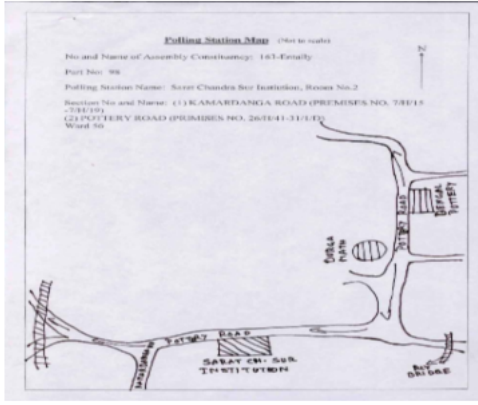 Polling Station Map (Not to scale)
N
No and Name of Assembly Constituency: 163-Entally
Part No: 98
Polling Station Name: Sarat Chandra Sur Institution, Room No.2
Section No and Name: (1) KAMARDANGA ROAD (PREMISES NO. 7/H/15
-7/H/19)
(2) POTTERY ROAD (PRIMISES NO. 26/H/41-31/1/D)
Ward 56
POTTERY ROAD
BENGAL
POTTERY
POTTERY ROAD
SARAT CH. SUR
INSTITUTION
BRIDGE